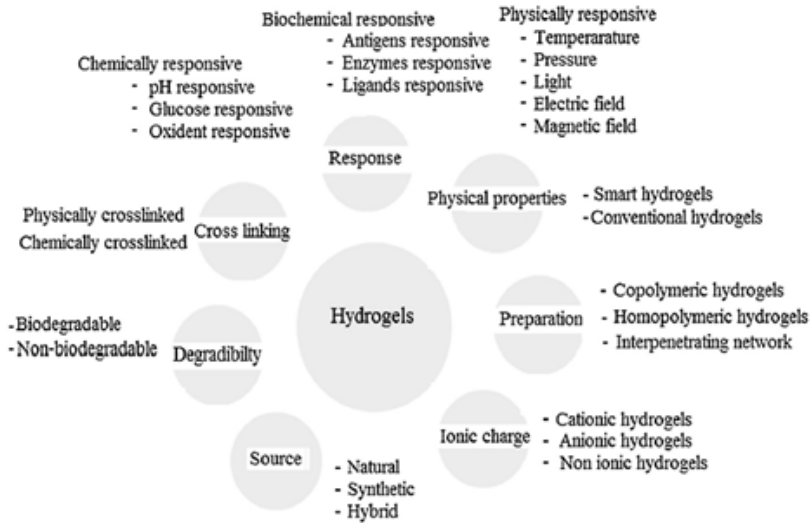 Biochemical responsive
- Antigens responsive
- Enzymes responsive
- Ligands responsive
Physically responsive
- Temperarature
- Pressure
- Light
- Electric field
- Magnetic field
Chemically responsive
- pH responsive
- Glucose responsive
- Oxident responsive
Response
Physical properties
- Smart hydrogels
-Conventional hydrogels
Physically crosslinked
Chemically crosslinked
Cross linking
Hydrogels
Preparation
- Copolymeric hydrogels
- Homopolymeric hydrogels
- Interpenetrating network
-Biodegradable
-Non-biodegradable
Degradibilty
Ionic charge
- Cationic hydrogels
- Anionic hydrogels
- Non ionic hydrogels
Source
- Natural
- Synthetic
- Hybrid